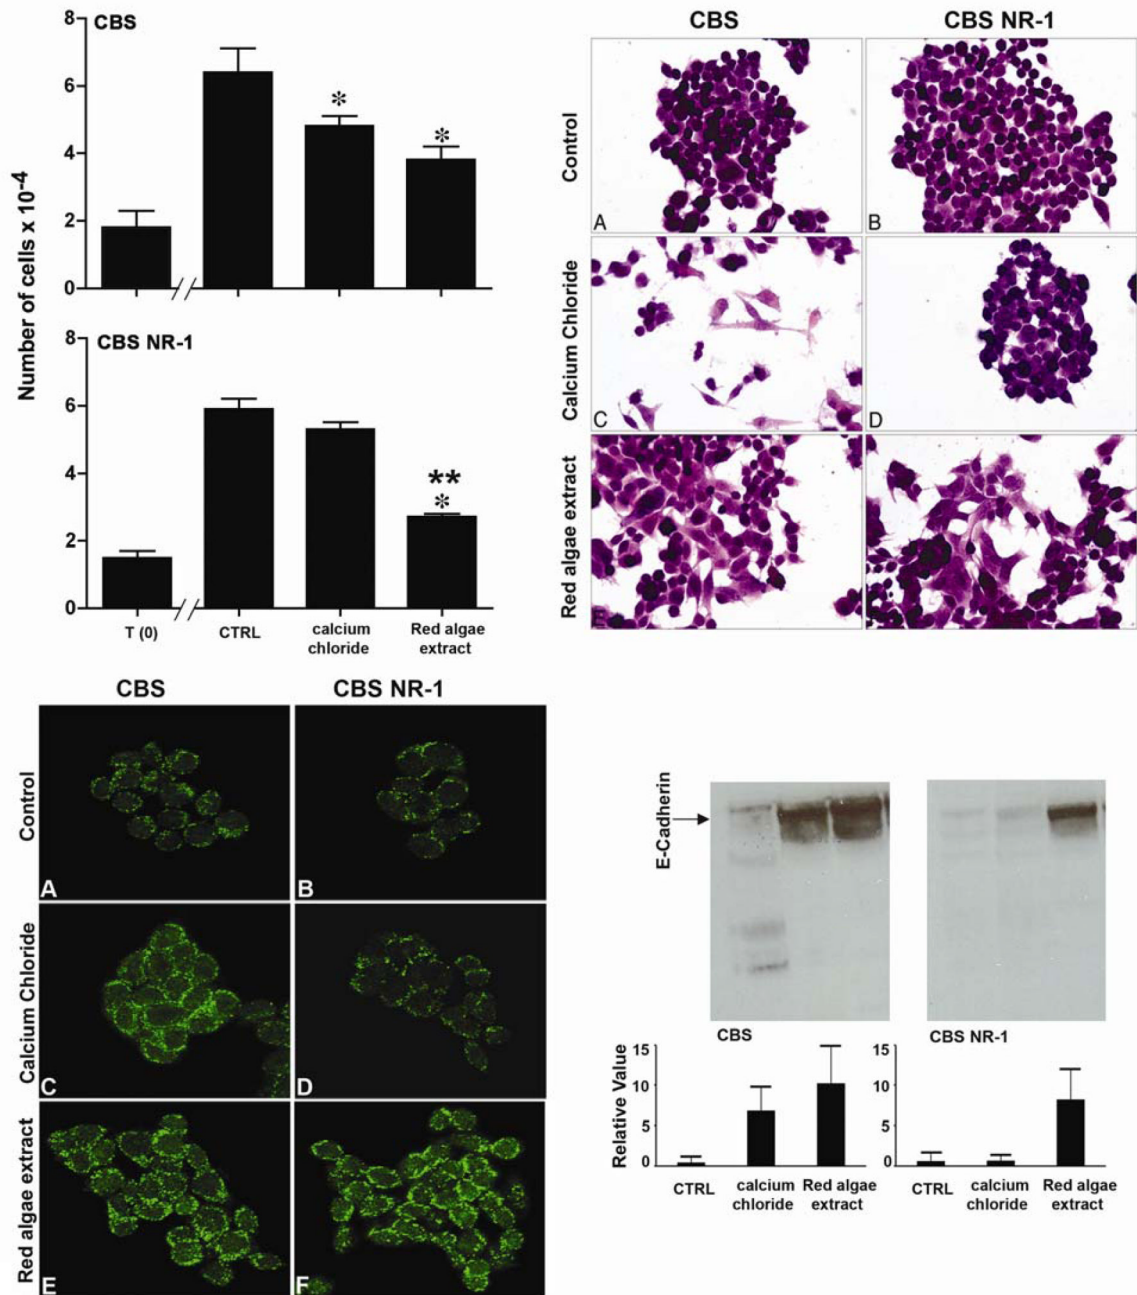 CBS
8
6
4
2
0
Number of cells x 10-4
CBS NR-1
8
6
4
2
0
T (0)
CTRL
calcium
chloride
Red algae
extract
*
*
**
*
CBS
CBS NR-1
Control
Calcium Chloride
Red algae extract
A
B
C
D
E
CBS
CBS NR-1
Control
Calcium Chloride
Red algae extract
A
B
C
D
E
F
E-Cadherin
CBS
CBS NR-1
Relative Value
15
10
5
0
15
10
5
0
CTRL
calcium
chloride
Red algae
extract
CTRL
calcium
chloride
Red algae
extract